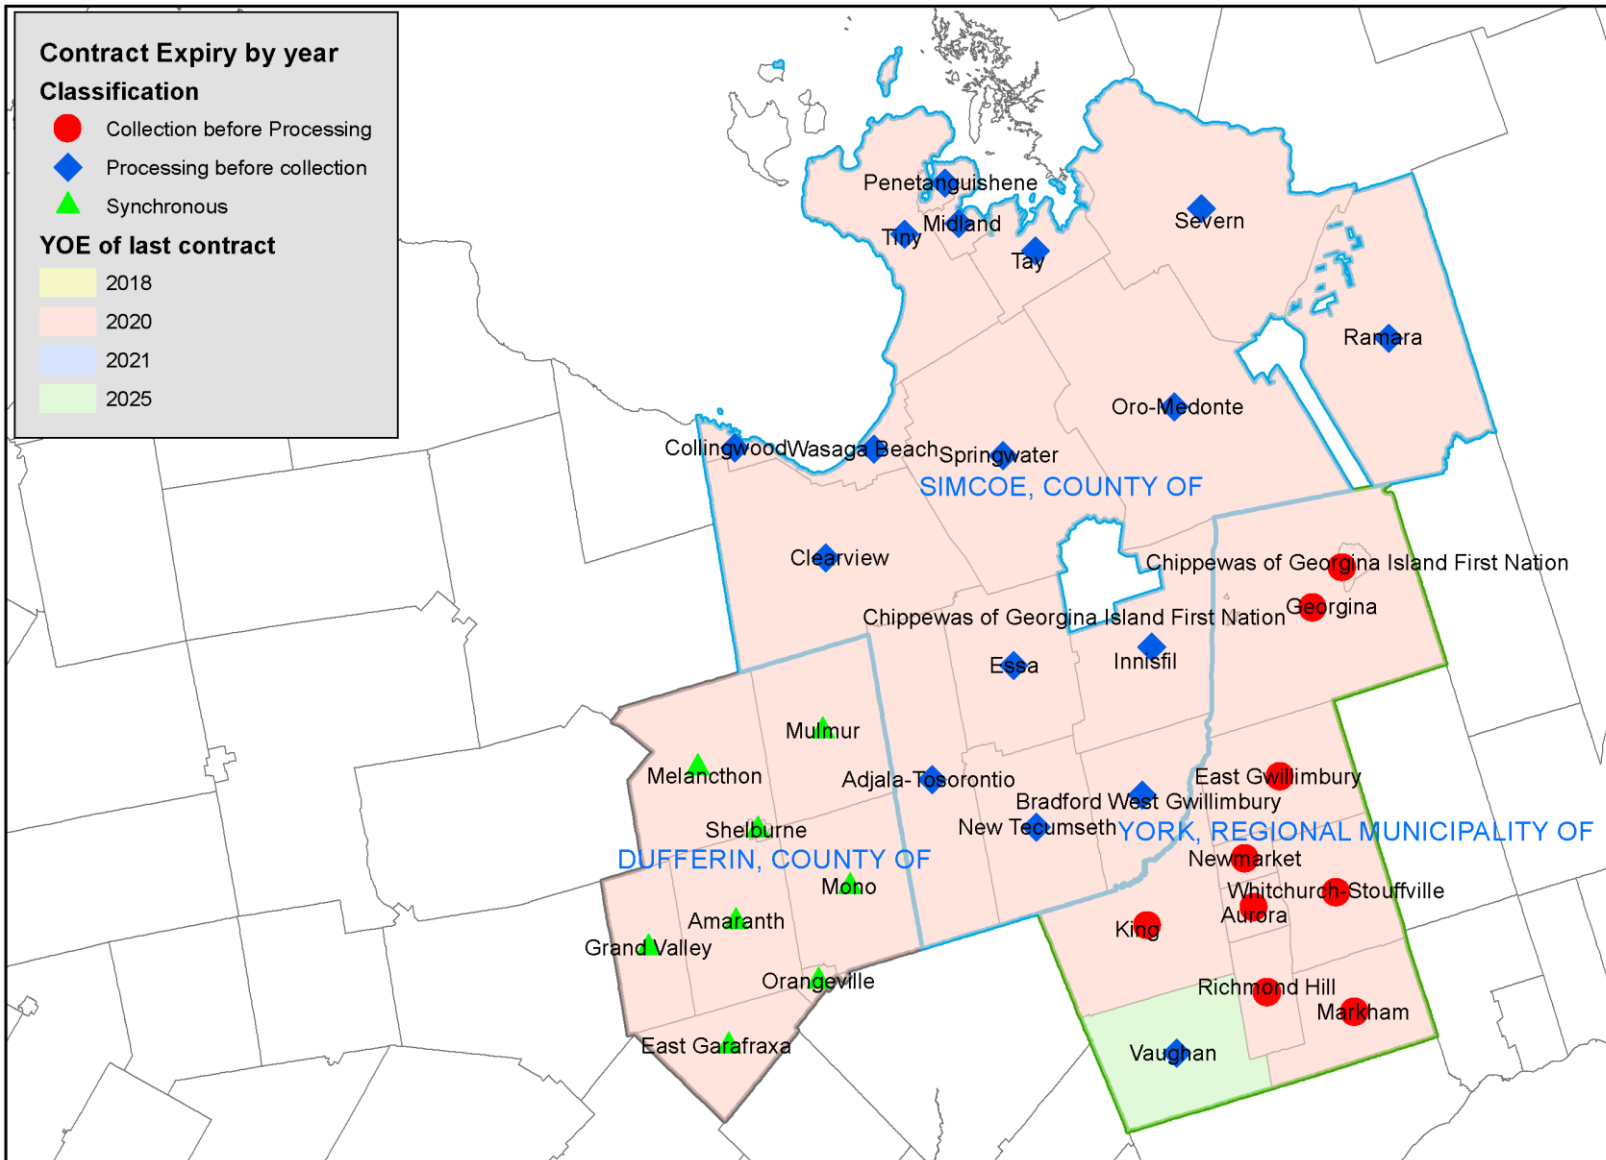 Contract Expiry by year
Classification
Collection before Processing
Processing before collection
Synchronous
YOE of last contract
2018
2020
2021
2025
Penetanguishene
Midland
Tiny
Tay
Severn
Ramara
Oro-Medonte
Collingwood
Wasaga Beach
Springwater
SIMCOE, COUNTY OF
Clearview
Chippewas of Georgina Island First Nation
Georgina
Chippewas of Georgina Island First Nation
Essa
Innisfil
Mulmur
Melancthon
Adjala-Tosorontio
East Gwillimbury
Bradford West Gwillimbury
New Tecumseth
YORK, REGIONAL MUNICIPALITY OF
Shelburne
DUFFERIN, COUNTY OF
Newmarket
Mono
Whitchurch-Stouffville
Aurora
Amaranth
King
Grand Valley
Orangeville
Richmond Hill
Markham
East Garafraxa
Vaughan